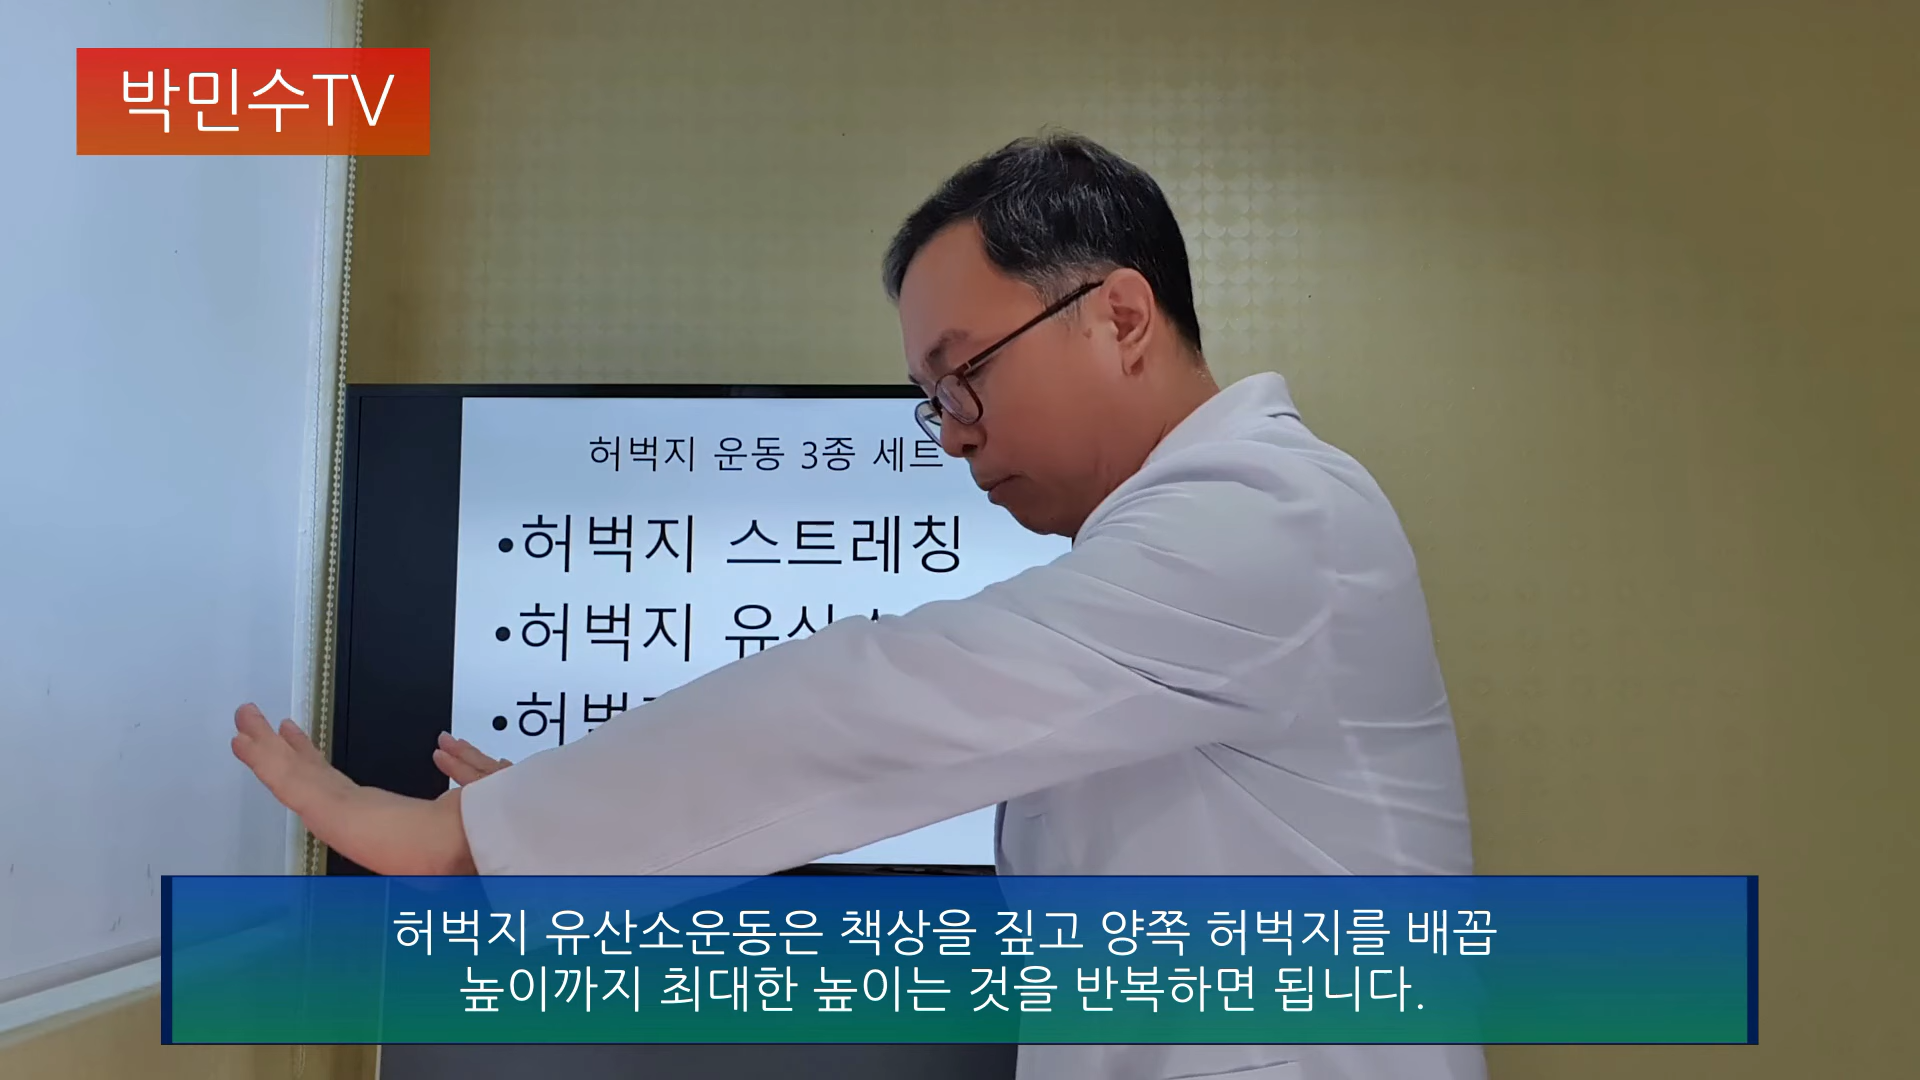 박민수TV
허벅지 운동 3종 세트
•허벅지 스트레칭
•허벅지
•허벅지
허벅지 유산소운동은 책상을 짚고 양쪽 허벅지를 배꼽
높이까지 최대한 높이는 것을 반복하면 됩니다.